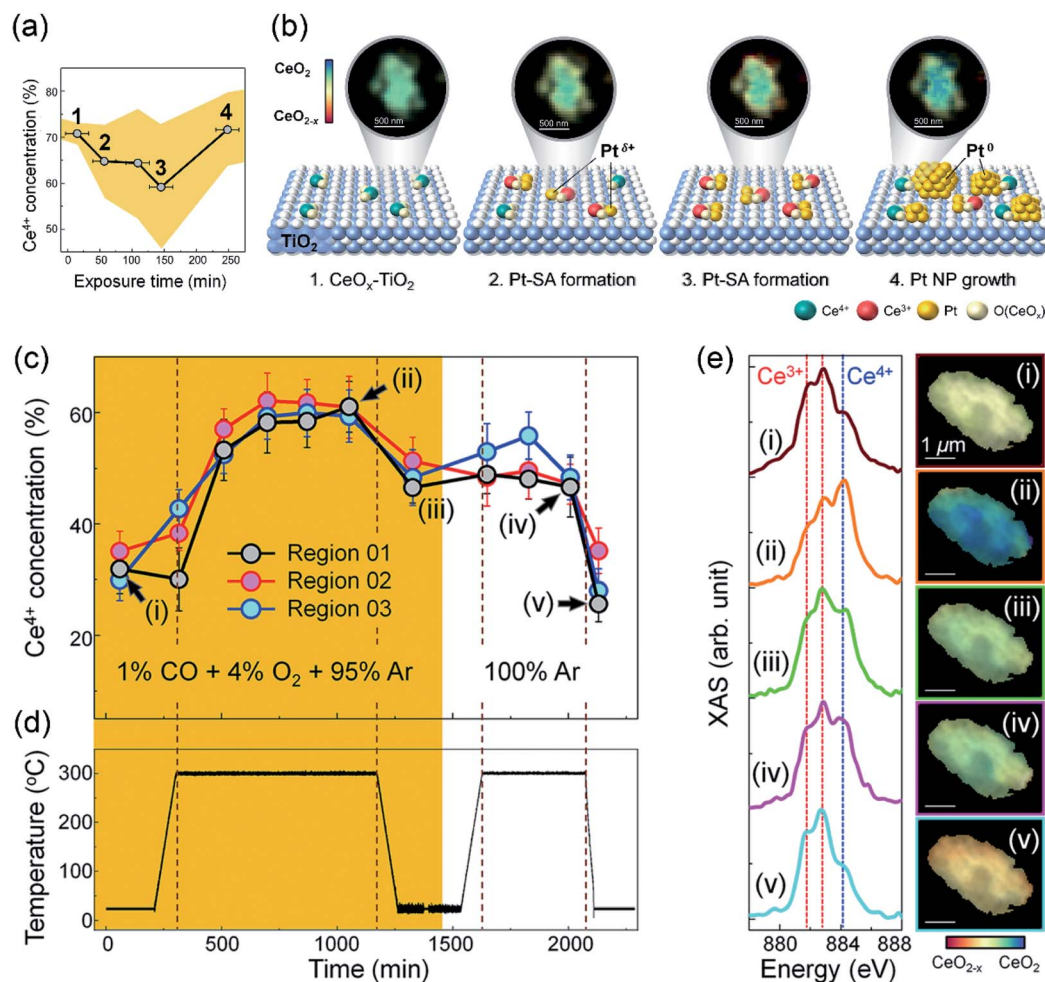 (a)
Ce⁴⁺ concentration (%)
80
70
60
50
1
2
3
4
0 50 100 150 200 250
Exposure time (min)
(b)
CeO₂
CeO₂₋ₓ
500 nm
500 nm
500 nm
500 nm
Pt^δ+
Pt⁰
TiO₂
1. CeOₓ-TiO₂
2. Pt-SA formation
3. Pt-SA formation
4. Pt NP growth
Ce⁴⁺ Ce³⁺ Pt O(CeOₓ)
(c)
Ce⁴⁺ concentration (%)
60
40
20
(i)
(ii)
(iii)
(iv)
(v)
Region 01
Region 02
Region 03
1% CO + 4% O₂ + 95% Ar
100% Ar
(d)
Temperature (ºC)
300
200
100
0
0 500 1000 1500 2000
Time (min)
(e)
XAS (arb. unit)
Ce³⁺
Ce⁴⁺
(i)
(ii)
(iii)
(iv)
(v)
880 884 888
Energy (eV)
(i)
1 µm
(ii)
(iii)
(iv)
(v)
CeO₂₋ₓ CeO₂